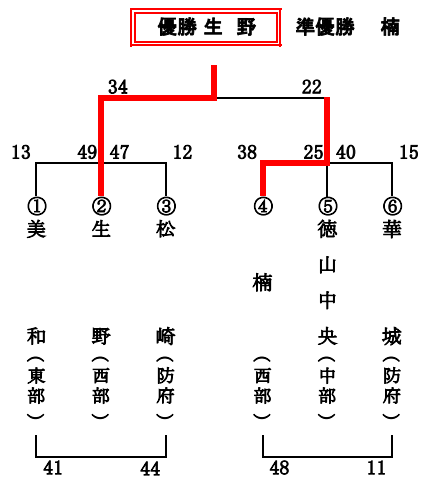 優勝 生 野 準優勝 楠
34 22
13 49 47 12 38 25 40 15
① ② ③ ④ ⑤ ⑥
美和(東部)
生野(西部)
松崎(防府)
楠(西部)
徳山中央(中部)
華城(防府)
41 44 48 11